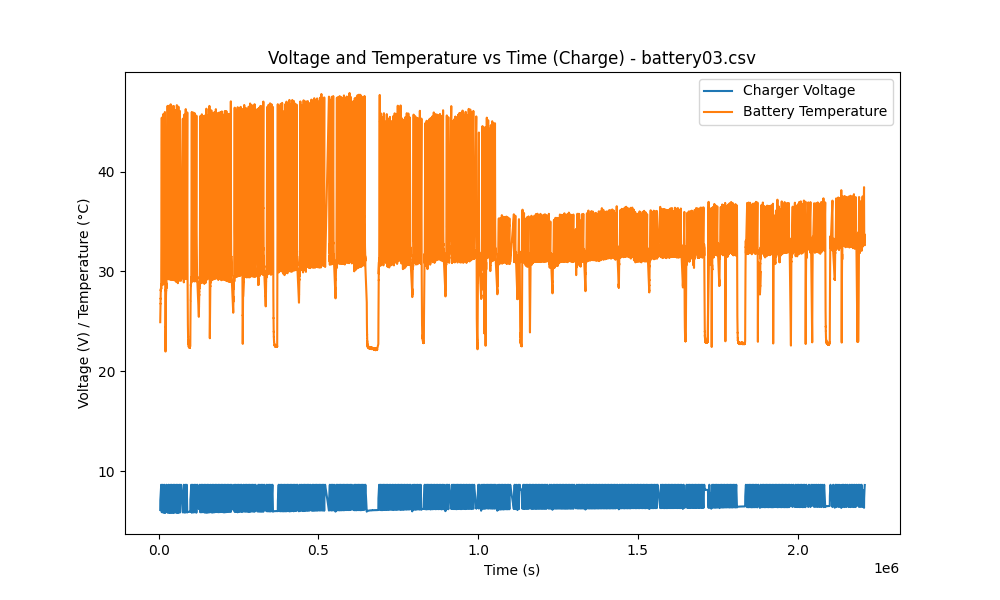 Voltage and Temperature vs Time (Charge) - battery03.csv
Charger Voltage
Battery Temperature
Voltage (V) / Temperature (°C)
40
30
20
10
0.0 0.5 1.0 1.5 2.0
1e6
Time (s)